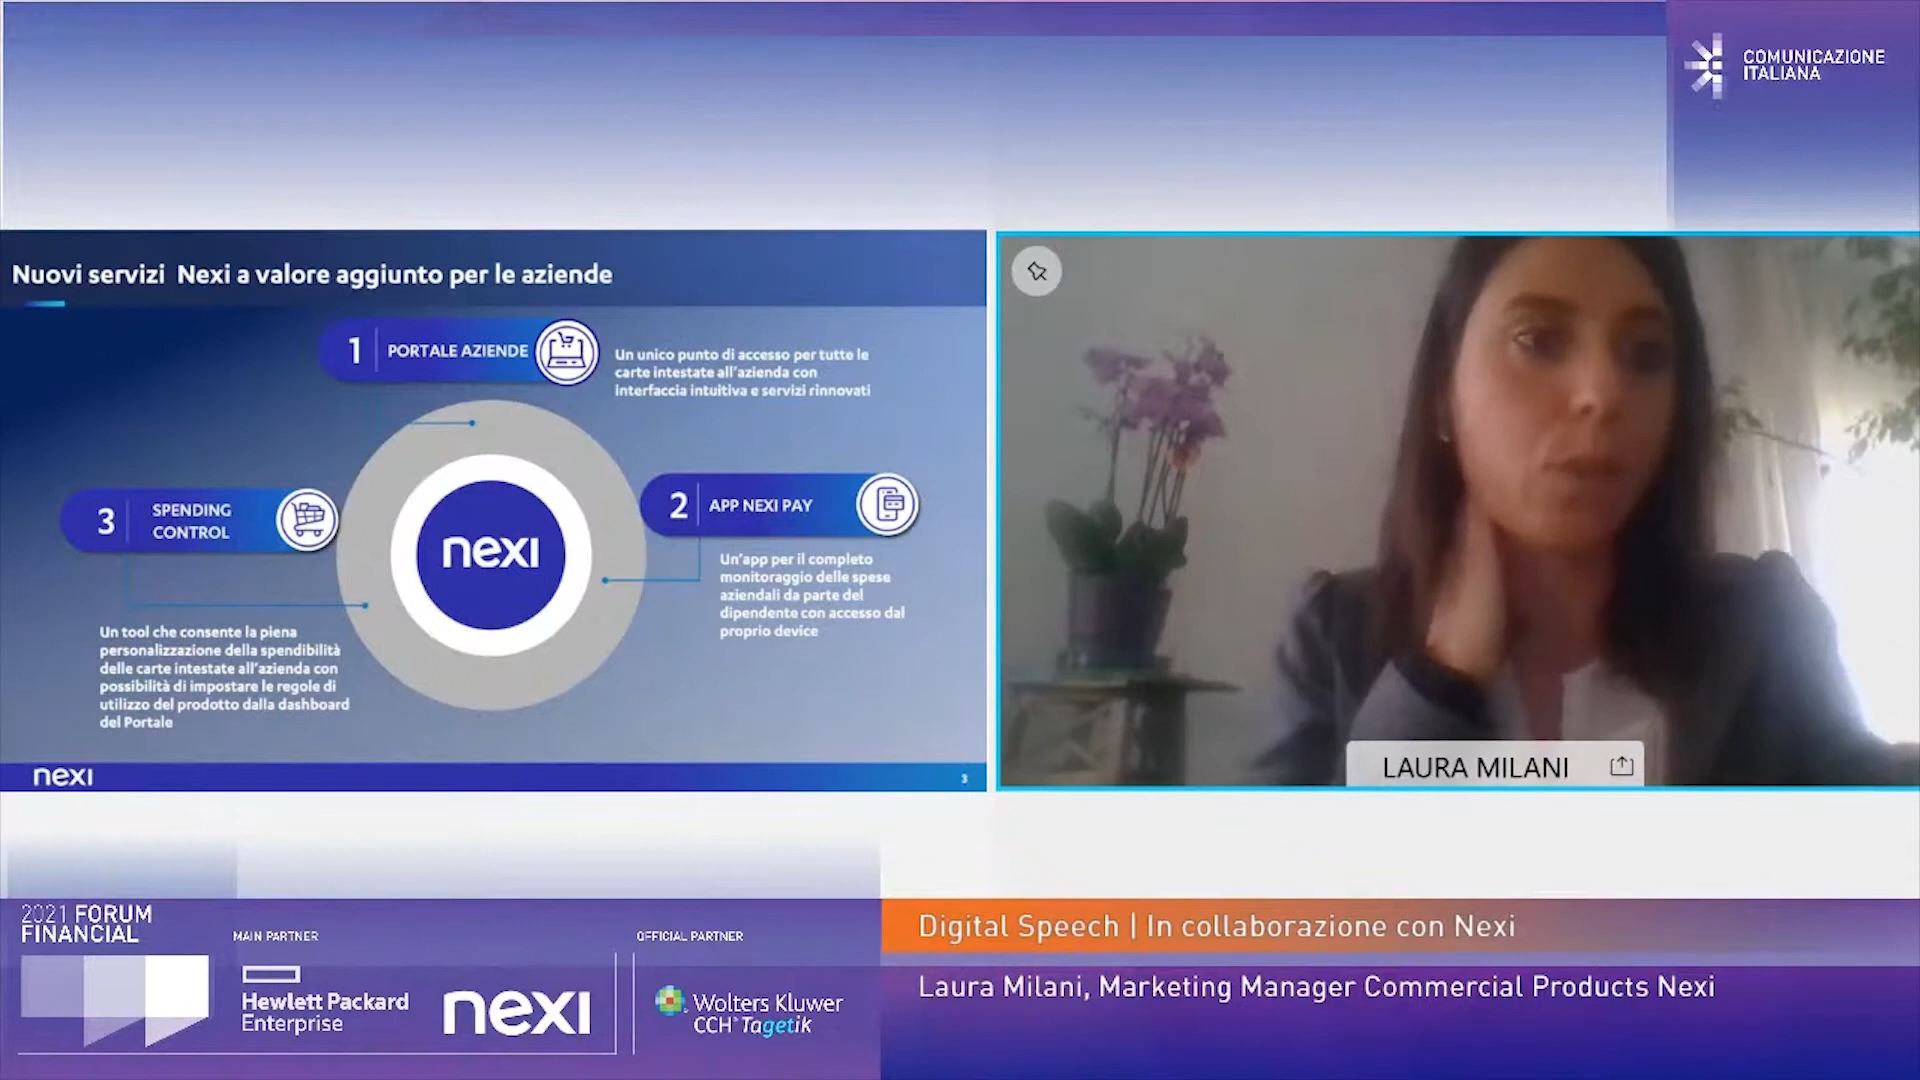 COMUNICAZIONE
ITALIANA
Nuovi servizi Nexi a valore aggiunto per le aziende
1
PORTALE AZIENDE
Un unico punto di accesso per tutte le
carte intestate all'azienda con
interfaccia intuitiva e servizi rinnovati
3
SPENDING
CONTROL
nexi
2
APP NEXI PAY
Un'app per il completo
monitoraggio delle spese
aziendali da parte del
dipendente con accesso dal
proprio device
Un tool che consente la piena
personalizzazione della spendibilità
delle carte intestate all'azienda con
possibilità di impostare le regole di
utilizzo del prodotto dalla dashboard
del Portale
nexi
3
LAURA MILANI
2021 FORUM
FINANCIAL
MAIN PARTNER
Hewlett Packard
Enterprise
nexi
OFFICIAL PARTNER
Wolters Kluwer
CCH® Tagetik
Digital Speech | In collaborazione con Nexi
Laura Milani, Marketing Manager Commercial Products Nexi